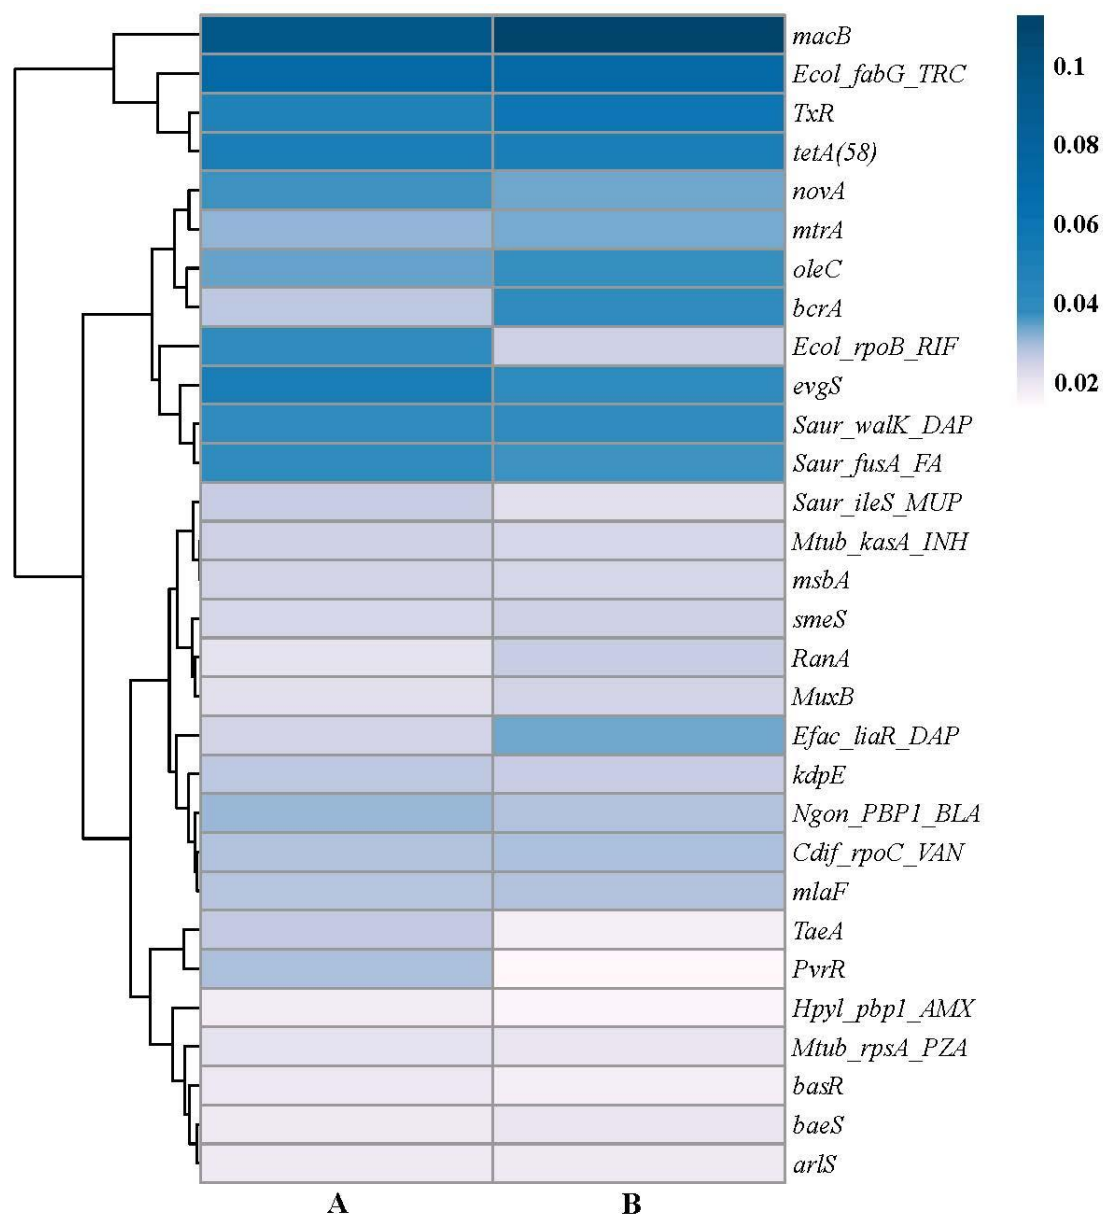 macB
Ecol_fabG_TRC
TxR
tetA(58)
novA
mtrA
oleC
bcrA
Ecol_rpoB_RIF
evgS
Saur_walK_DAP
Saur_fusA_FA
Saur_ileS_MUP
Mtub_kasA_INH
msbA
smeS
RanA
MuxB
Efac_liaR_DAP
kdpE
Ngon_PBP1_BLA
Cdif_rpoC_VAN
mlaF
TaeA
PvrR
Hpyl_pbp1_AMX
Mtub_rpsA_PZA
basR
baeS
arlS
A B
0.1
0.08
0.06
0.04
0.02